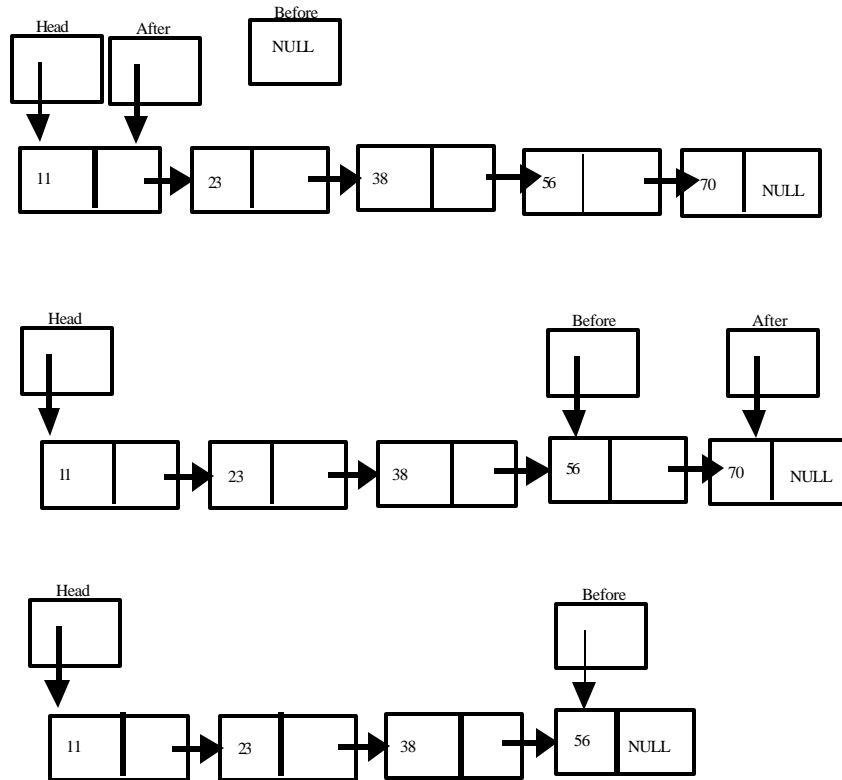 Before
Head After
NULL
11 23 38 56 70 NULL
Head Before After
11 23 38 56 70 NULL
Head Before
11 23 38 56 NULL